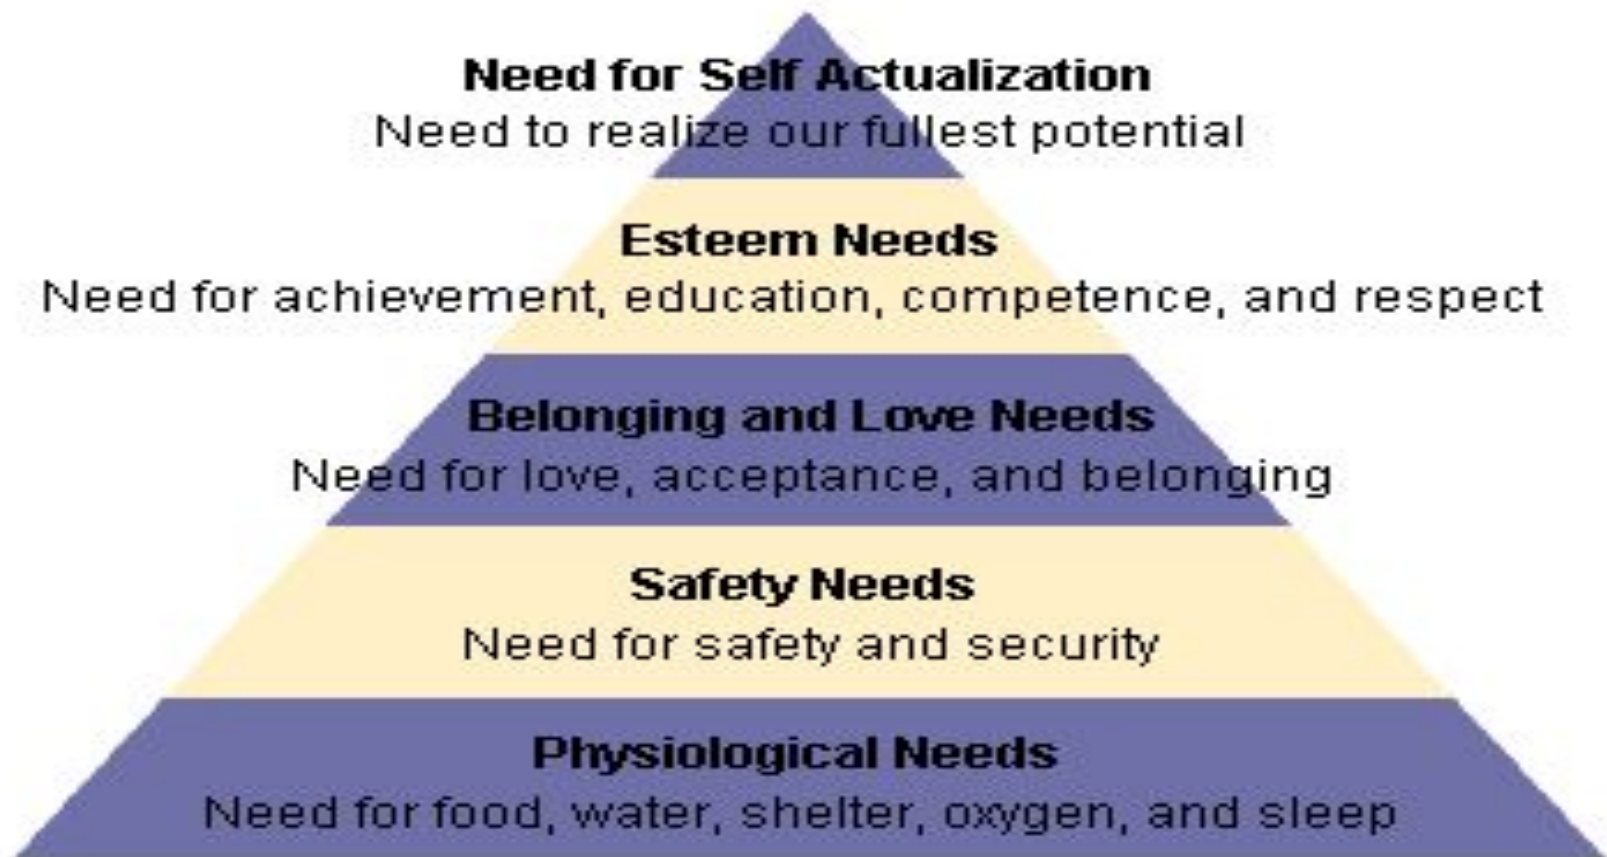 Need for Self Actualization
Need to realize our fullest potential
Esteem Needs
Need for achievement, education, competence, and respect
Belonging and Love Needs
Need for love, acceptance, and belonging
Safety Needs
Need for safety and security
Physiological Needs
Need for food, water, shelter, oxygen, and sleep